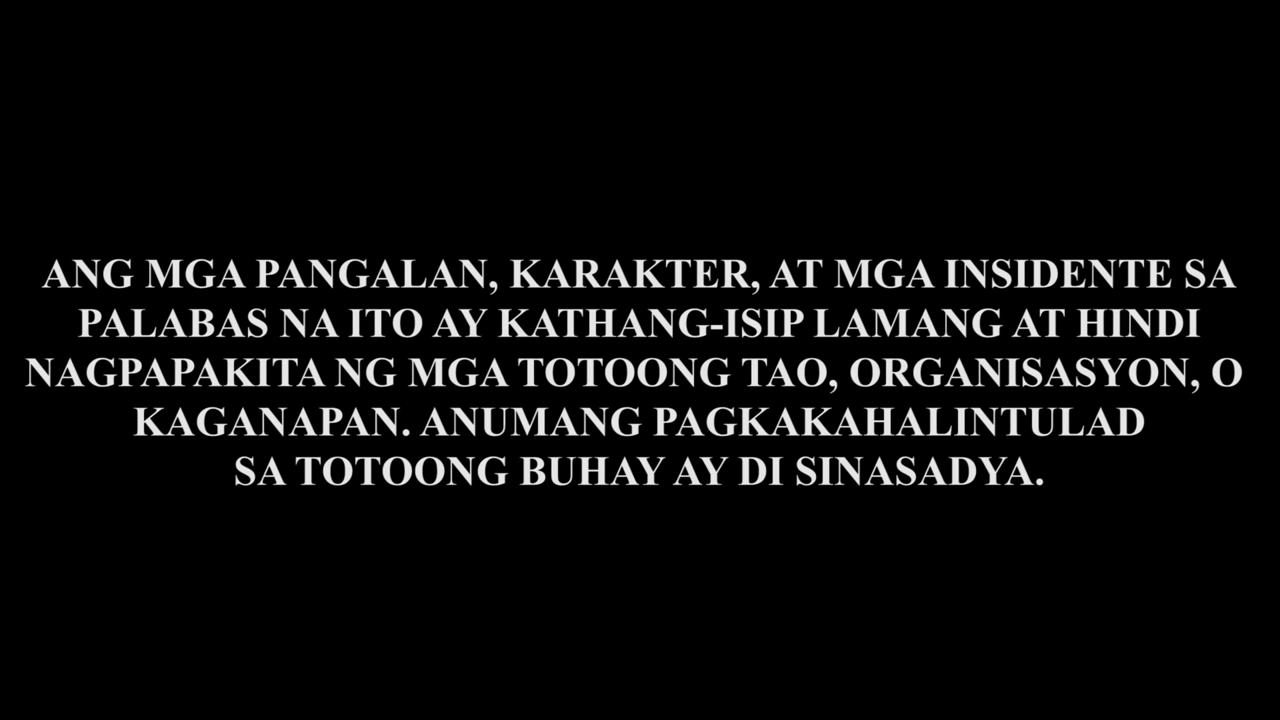 ANG MGA PANGALAN, KARAKTER, AT MGA INSIDENTE SA
PALABAS NA ITO AY KATHANG-ISIP LAMANG AT HINDI
NAGPAPAKITA NG MGA TOTOONG TAO, ORGANISASYON, O
KAGANAPAN. ANUMANG PAGKAKAHALINTULAD
SA TOTOONG BUHAY AY DI SINASADYA.